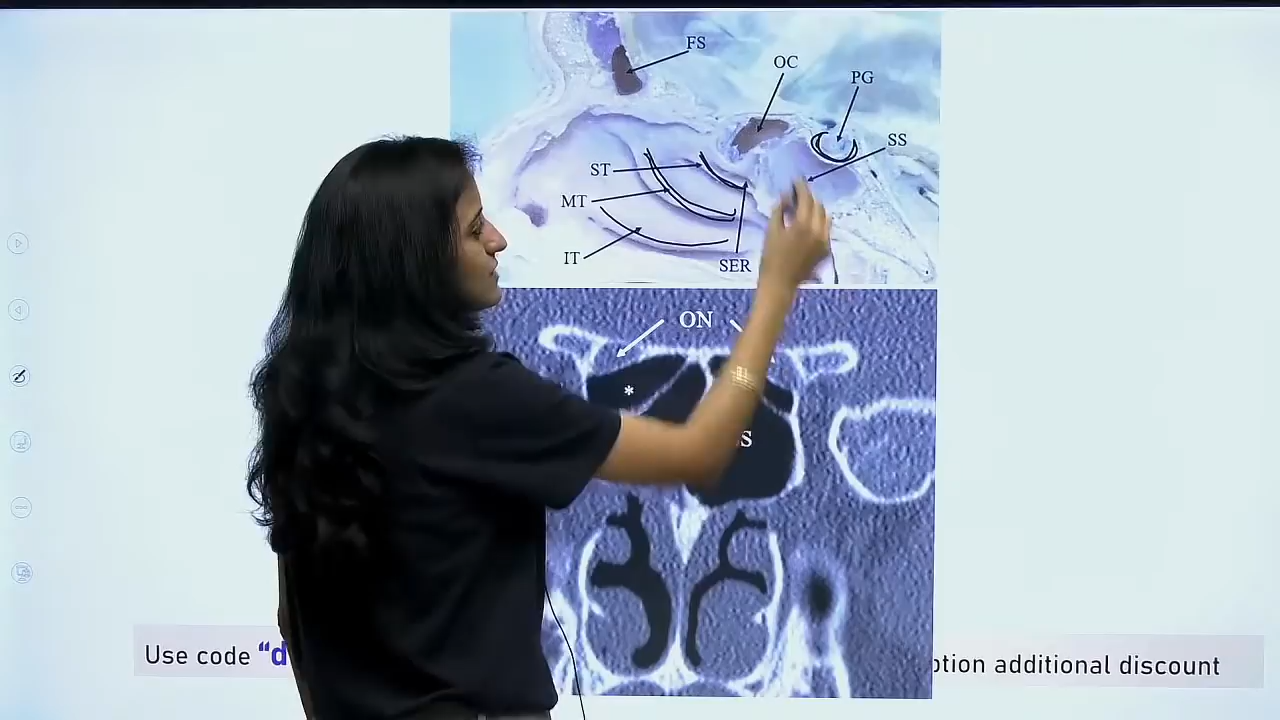 FS
OC
PG
SS
ST
MT
IT
SER
ON
*
S
Use code “d
ption additional discount